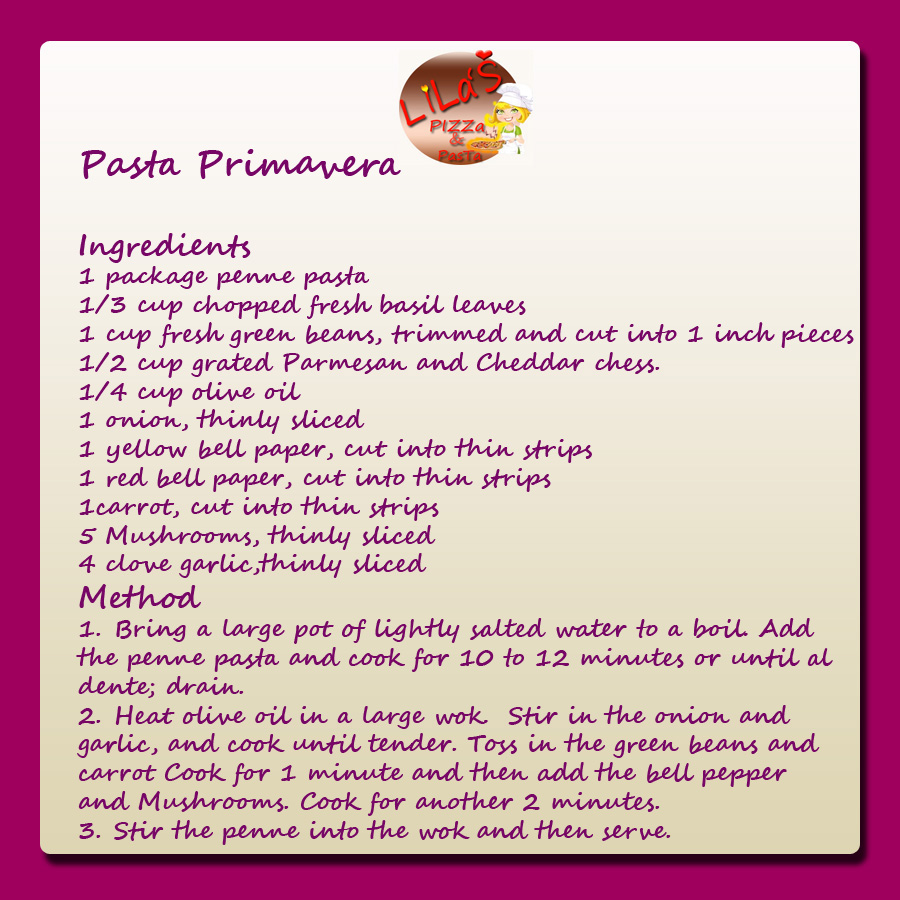 LiLa'S
PIZZa
&
PasTa
Pasta Primavera
Ingredients
1 package penne pasta
1/3 cup chopped fresh basil leaves
1 cup fresh green beans, trimmed and cut into 1 inch pieces
1/2 cup grated Parmesan and Cheddar chess.
1/4 cup olive oil
1 onion, thinly sliced
1 yellow bell paper, cut into thin strips
1 red bell paper, cut into thin strips
1carrot, cut into thin strips
5 Mushrooms, thinly sliced
4 clove garlic,thinly sliced
Method
1. Bring a large pot of lightly salted water to a boil. Add
the penne pasta and cook for 10 to 12 minutes or until al
dente; drain.
2. Heat olive oil in a large wok. Stir in the onion and
garlic, and cook until tender. Toss in the green beans and
carrot Cook for 1 minute and then add the bell pepper
and Mushrooms. Cook for another 2 minutes.
3. Stir the penne into the wok and then serve.